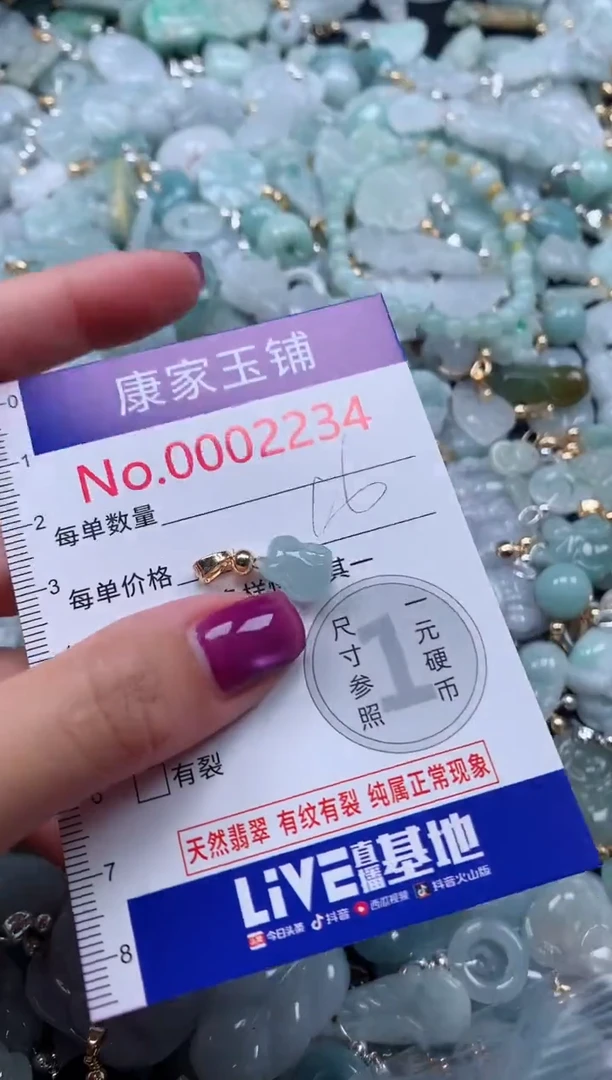 康家玉铺
No.0002234
每单数量 16
每单价格
其一
一元硬币
尺寸参照
1
有裂
天然翡翠 有纹有裂 纯属正常现象
LiVE直播基地
今日头条 抖音 西瓜视频 抖音火山版
0
1
2
3
6
7
8